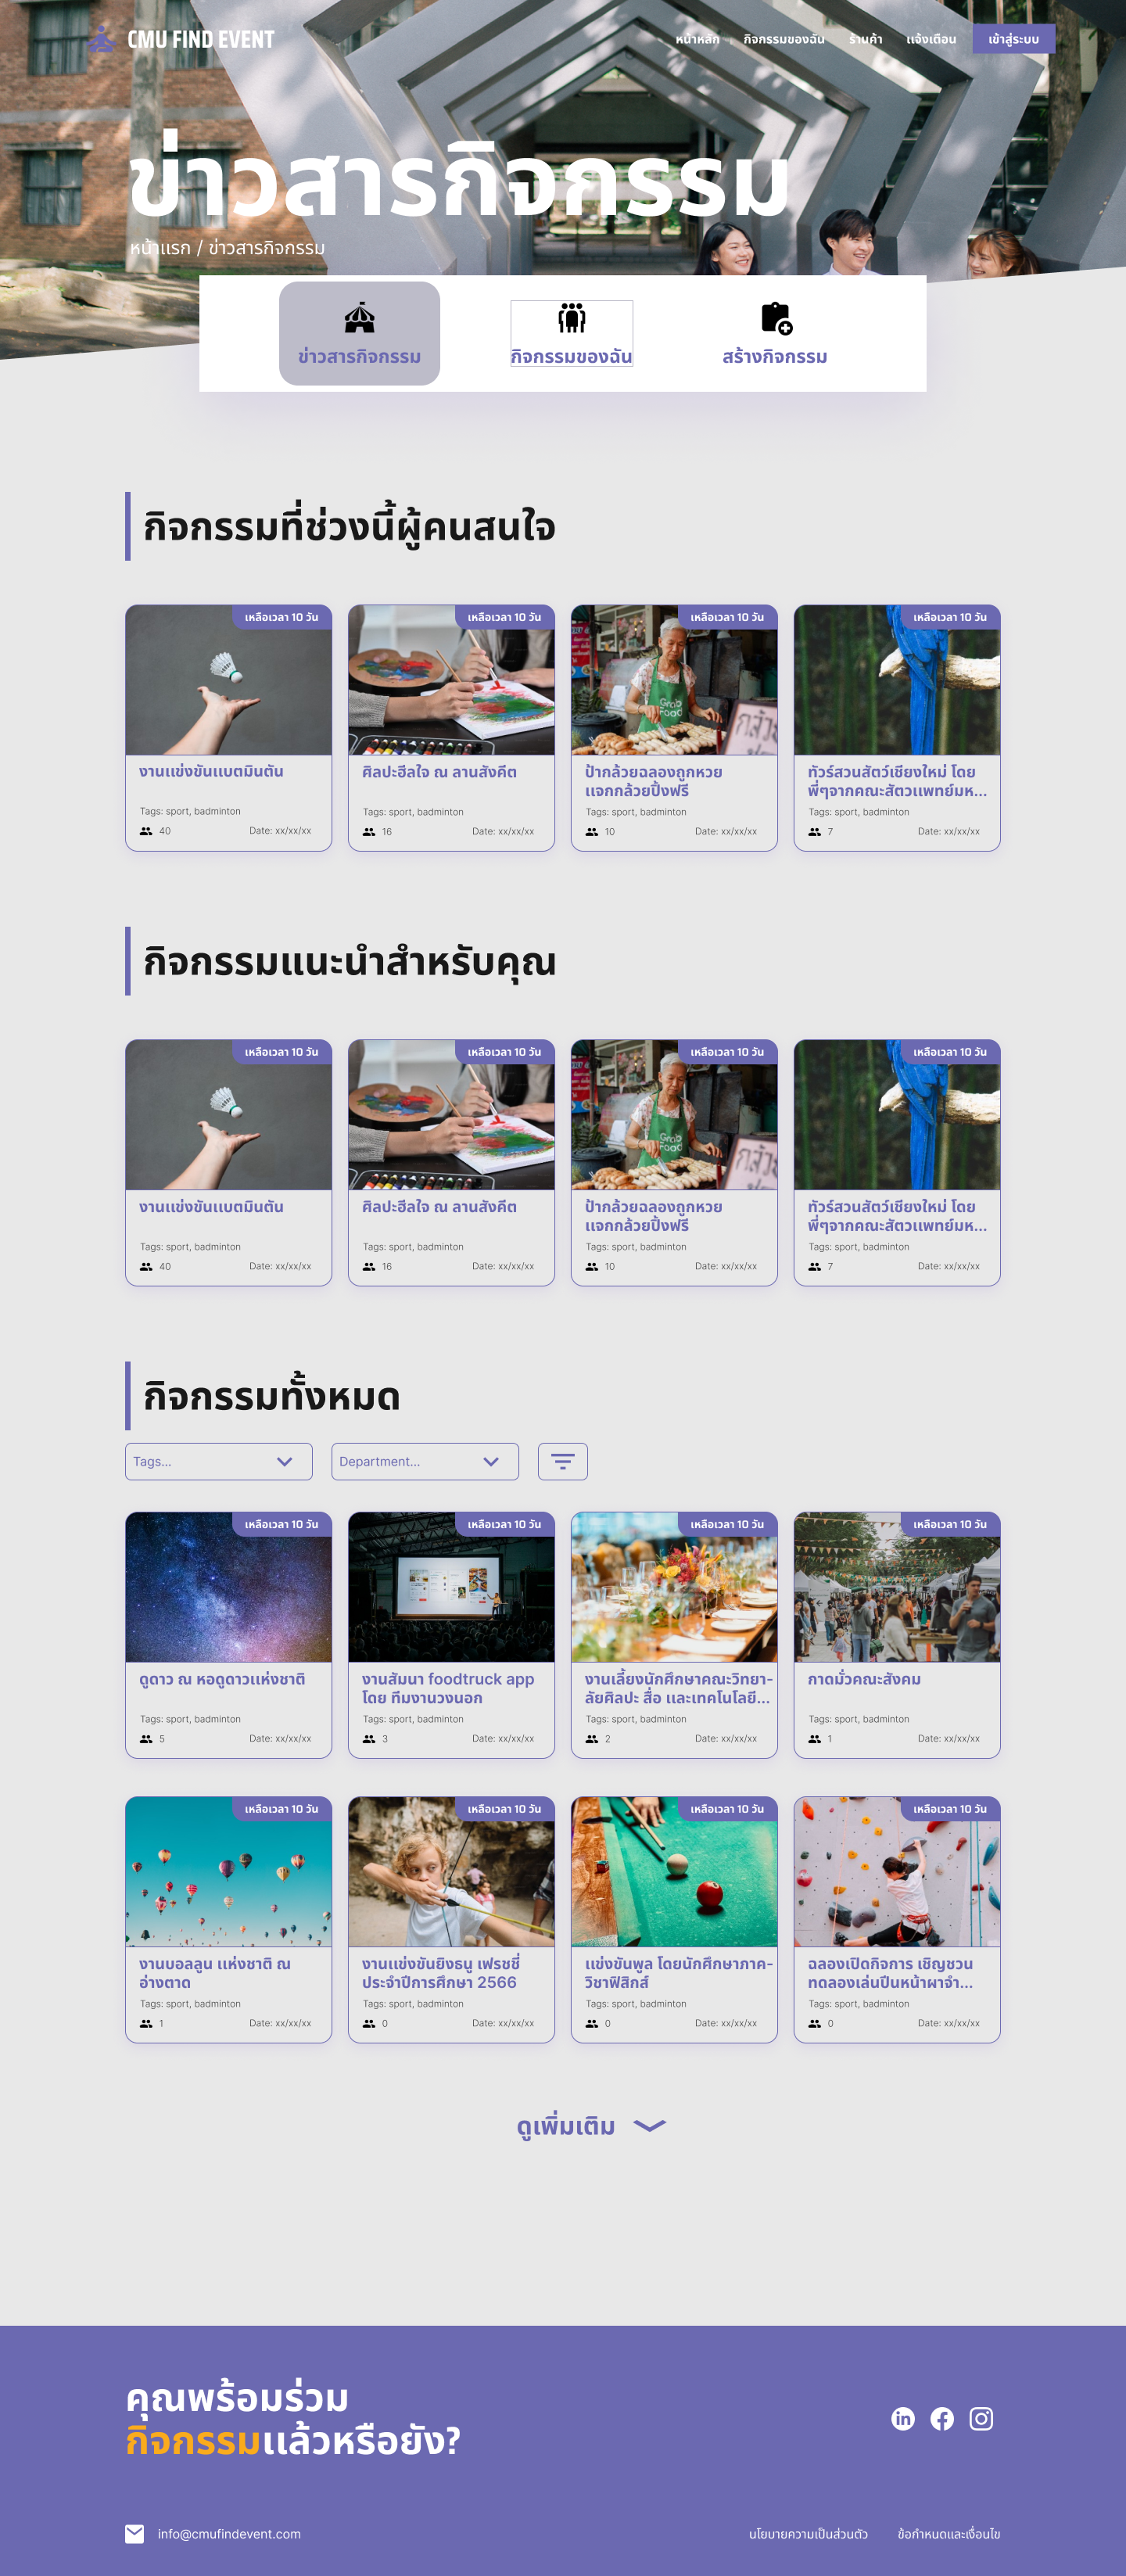 CMU FIND EVENT
หน้าหลัก กิจกรรมของฉัน ร้านค้า แจ้งเตือน เข้าสู่ระบบ
ข่าวสารกิจกรรม
หน้าแรก / ข่าวสารกิจกรรม
ข่าวสารกิจกรรม กิจกรรมของฉัน สร้างกิจกรรม
กิจกรรมที่ช่วงนี้ผู้คนสนใจ
เหลือเวลา 10 วัน เหลือเวลา 10 วัน เหลือเวลา 10 วัน เหลือเวลา 10 วัน
Grab
Food
กล้ว
งานแข่งขันแบตมินตัน
Tags: sport, badminton
40 Date: xx/xx/xx
ศิลปะฮีลใจ ณ ลานสังคีต
Tags: sport, badminton
16 Date: xx/xx/xx
ป้ากล้วยฉลองถูกหวย
แจกกล้วยปิ้งฟรี
Tags: sport, badminton
10 Date: xx/xx/xx
ทัวร์สวนสัตว์เชียงใหม่ โดย
พี่ๆจากคณะสัตวแพทย์มห...
Tags: sport, badminton
7 Date: xx/xx/xx
กิจกรรมแนะนำสำหรับคุณ
เหลือเวลา 10 วัน เหลือเวลา 10 วัน เหลือเวลา 10 วัน เหลือเวลา 10 วัน
Grab
Food
กล้ว
งานแข่งขันแบตมินตัน
Tags: sport, badminton
40 Date: xx/xx/xx
ศิลปะฮีลใจ ณ ลานสังคีต
Tags: sport, badminton
16 Date: xx/xx/xx
ป้ากล้วยฉลองถูกหวย
แจกกล้วยปิ้งฟรี
Tags: sport, badminton
10 Date: xx/xx/xx
ทัวร์สวนสัตว์เชียงใหม่ โดย
พี่ๆจากคณะสัตวแพทย์มห...
Tags: sport, badminton
7 Date: xx/xx/xx
กิจกรรมทั้งหมด
Tags... Department...
เหลือเวลา 10 วัน เหลือเวลา 10 วัน เหลือเวลา 10 วัน เหลือเวลา 10 วัน
ดูดาว ณ หอดูดาวแห่งชาติ
Tags: sport, badminton
5 Date: xx/xx/xx
งานสัมนา foodtruck app
โดย ทีมงานวงนอก
Tags: sport, badminton
3 Date: xx/xx/xx
งานเลี้ยงนักศึกษาคณะวิทยา-
ลัยศิลปะ สื่อ และเทคโนโลยี...
Tags: sport, badminton
2 Date: xx/xx/xx
กาดมั่วคณะสังคม
Tags: sport, badminton
1 Date: xx/xx/xx
เหลือเวลา 10 วัน เหลือเวลา 10 วัน เหลือเวลา 10 วัน เหลือเวลา 10 วัน
งานบอลลูน แห่งชาติ ณ
อ่างตาด
Tags: sport, badminton
1 Date: xx/xx/xx
งานแข่งขันยิงธนู เฟรชชี่
ประจำปีการศึกษา 2566
Tags: sport, badminton
0 Date: xx/xx/xx
แข่งขันพูล โดยนักศึกษาภาค-
วิชาฟิสิกส์
Tags: sport, badminton
0 Date: xx/xx/xx
ฉลองเปิดกิจการ เชิญชวน
ทดลองเล่นปีนหน้าผาจำ...
Tags: sport, badminton
0 Date: xx/xx/xx
ดูเพิ่มเติม
คุณพร้อมร่วม
กิจกรรมแล้วหรือยัง?
info@cmufindevent.com นโยบายความเป็นส่วนตัว ข้อกำหนดและเงื่อนไข